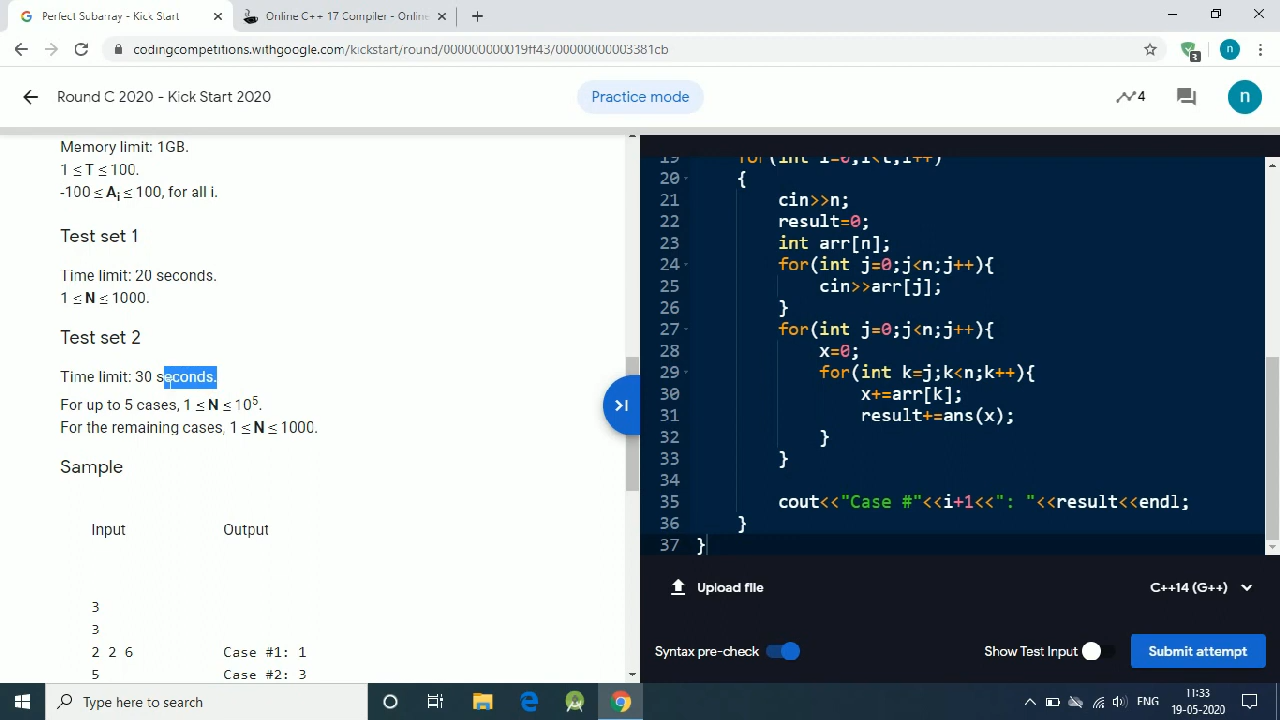 Perfect Subarray - Kick Start
Online C++ 17 Compiler - Online
codingcompetitions.withgoogle.com/kickstart/round/000000000019ff43/00000000003381cb
3
n
Round C 2020 - Kick Start 2020
Practice mode
4
n
Memory limit: 1GB.
1 ≤ T ≤ 100.
-100 ≤ Ai ≤ 100, for all i.
Test set 1
Time limit: 20 seconds.
1 ≤ N ≤ 1000.
Test set 2
Time limit: 30 seconds.
For up to 5 cases, 1 ≤ N ≤ 10^5.
For the remaining cases, 1 ≤ N ≤ 1000.
Sample
Input Output
3
3
2 2 6 Case #1: 1
5 Case #2: 3
19 for(int i=0;i<t;i++)
20 {
21 cin>>n;
22 result=0;
23 int arr[n];
24 for(int j=0;j<n;j++){
25 cin>>arr[j];
26 }
27 for(int j=0;j<n;j++){
28 x=0;
29 for(int k=j;k<n;k++){
30 x+=arr[k];
31 result+=ans(x);
32 }
33 }
34
35 cout<<"Case #"<<i+1<<": "<<result<<endl;
36 }
37 }
Upload file
C++14 (G++)
Syntax pre-check
Show Test Input
Submit attempt
Type here to search
ENG
11:33
19-05-2020